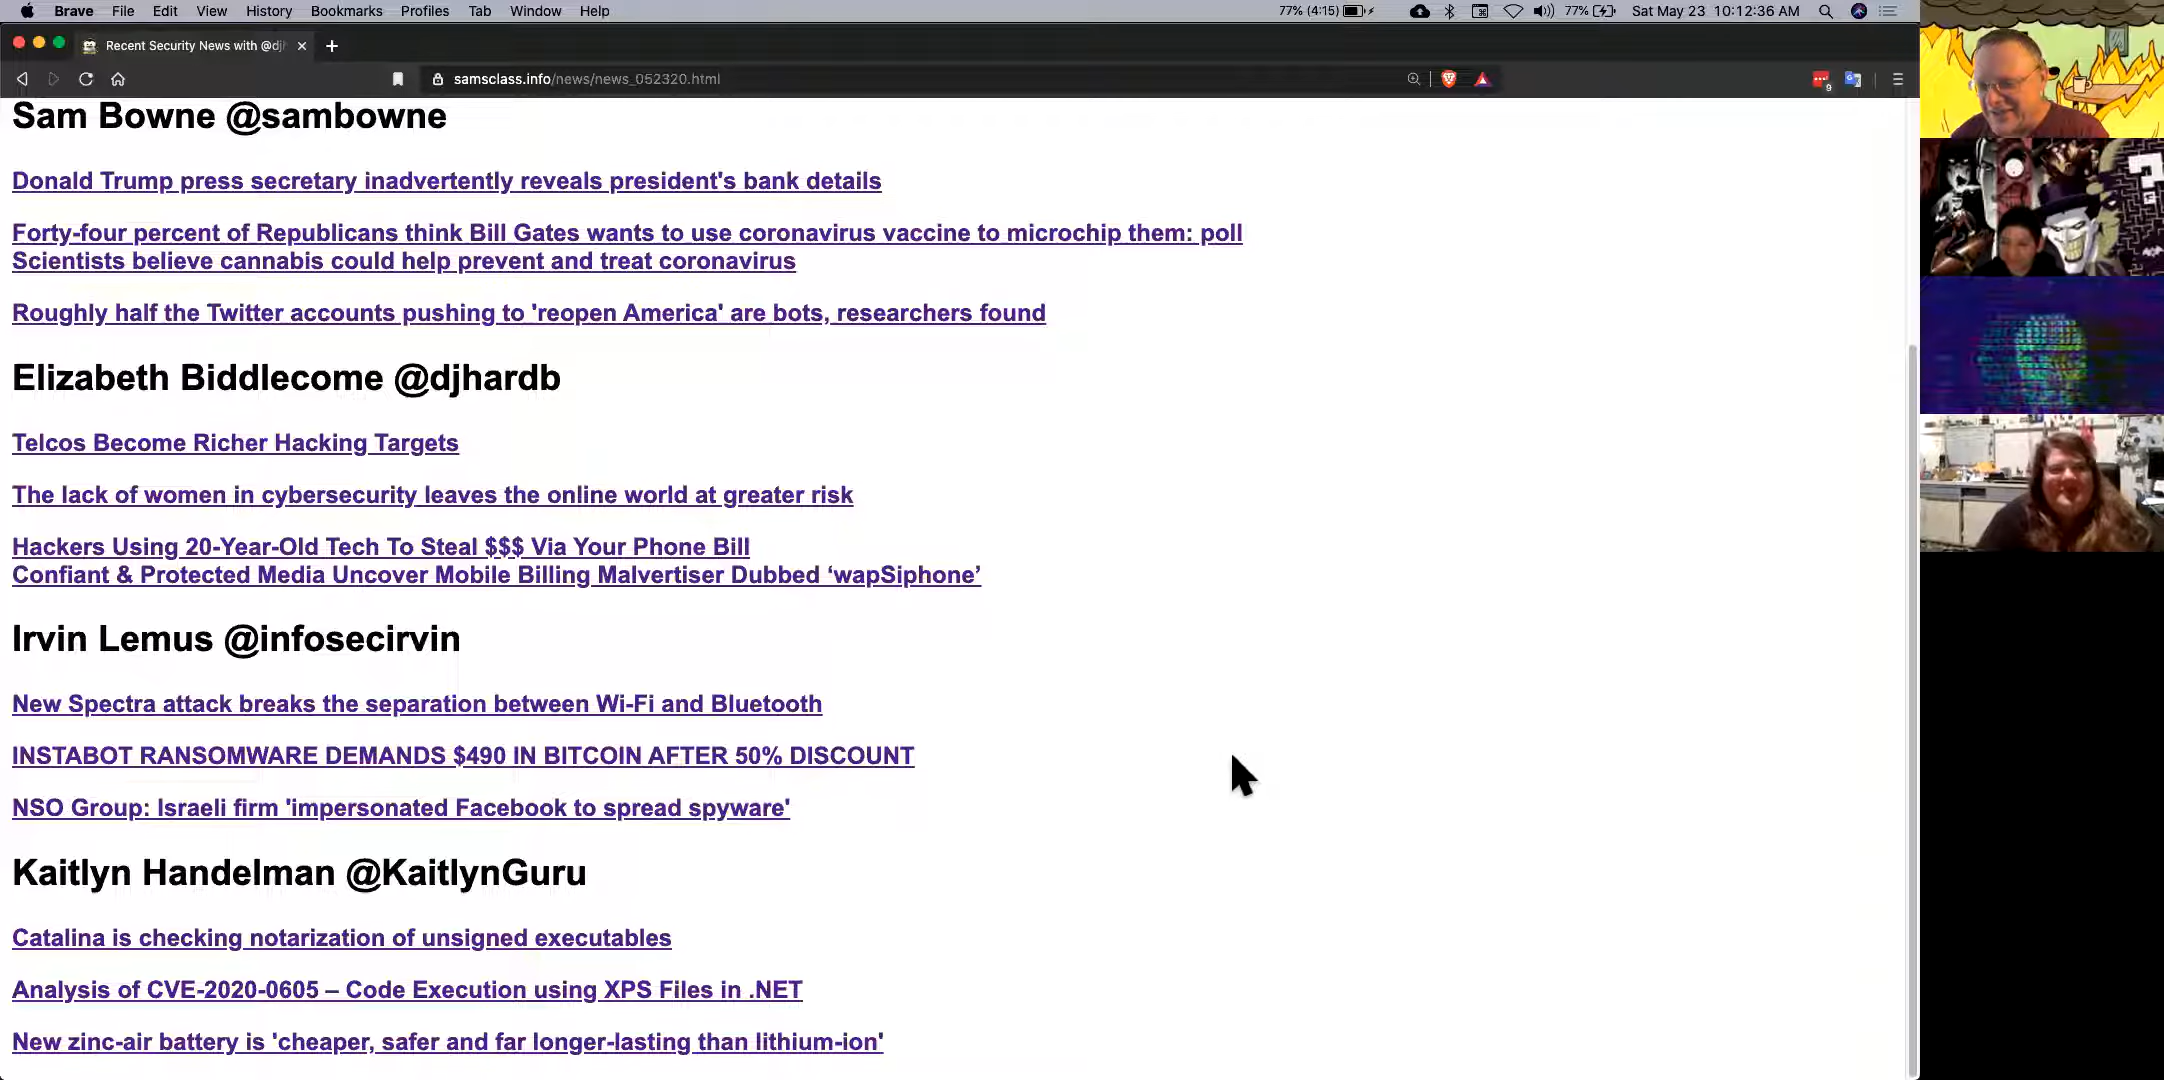 Brave File Edit View History Bookmarks Profiles Tab Window Help 77% (4:15) 77% Sat May 23 10:12:36 AM
Recent Security News with @djh
samsclass.info/news/news_052320.html 9
Sam Bowne @sambowne
Donald Trump press secretary inadvertently reveals president's bank details
Forty-four percent of Republicans think Bill Gates wants to use coronavirus vaccine to microchip them: poll
Scientists believe cannabis could help prevent and treat coronavirus
Roughly half the Twitter accounts pushing to 'reopen America' are bots, researchers found
Elizabeth Biddlecome @djhardb
Telcos Become Richer Hacking Targets
The lack of women in cybersecurity leaves the online world at greater risk
Hackers Using 20-Year-Old Tech To Steal $$$ Via Your Phone Bill
Confiant & Protected Media Uncover Mobile Billing Malvertiser Dubbed ‘wapSiphone’
Irvin Lemus @infosecirvin
New Spectra attack breaks the separation between Wi-Fi and Bluetooth
INSTABOT RANSOMWARE DEMANDS $490 IN BITCOIN AFTER 50% DISCOUNT
NSO Group: Israeli firm 'impersonated Facebook to spread spyware'
Kaitlyn Handelman @KaitlynGuru
Catalina is checking notarization of unsigned executables
Analysis of CVE-2020-0605 – Code Execution using XPS Files in .NET
New zinc-air battery is 'cheaper, safer and far longer-lasting than lithium-ion'